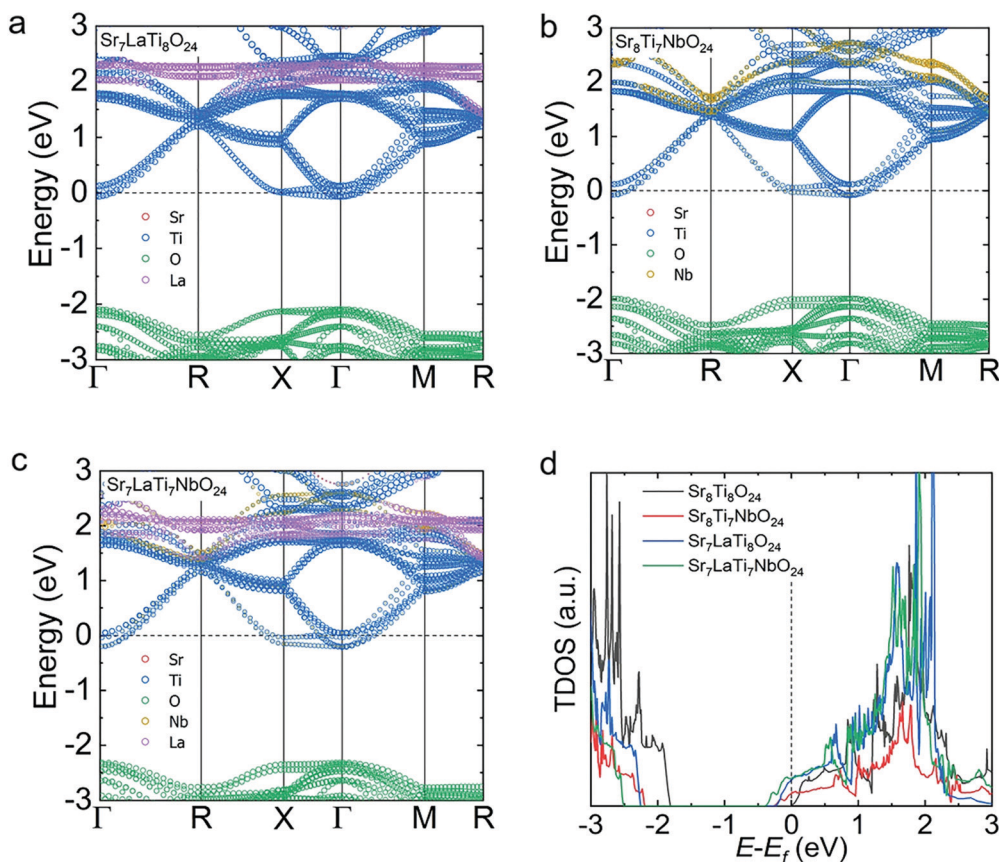 a
Sr₇LaTi₈O₂₄
3
2
1
0
-1
-2
-3
Energy (eV)
Sr
Ti
O
La
Γ R X Γ M R
b
Sr₈Ti₇NbO₂₄
3
2
1
0
-1
-2
-3
Energy (eV)
Sr
Ti
O
Nb
Γ R X Γ M R
c
Sr₇LaTi₇NbO₂₄
3
2
1
0
-1
-2
-3
Energy (eV)
Sr
Ti
O
Nb
La
Γ R X Γ M R
d
Sr₈Ti₈O₂₄
Sr₈Ti₇NbO₂₄
Sr₇LaTi₈O₂₄
Sr₇LaTi₇NbO₂₄
TDOS (a.u.)
-3 -2 -1 0 1 2 3
E-E_f (eV)